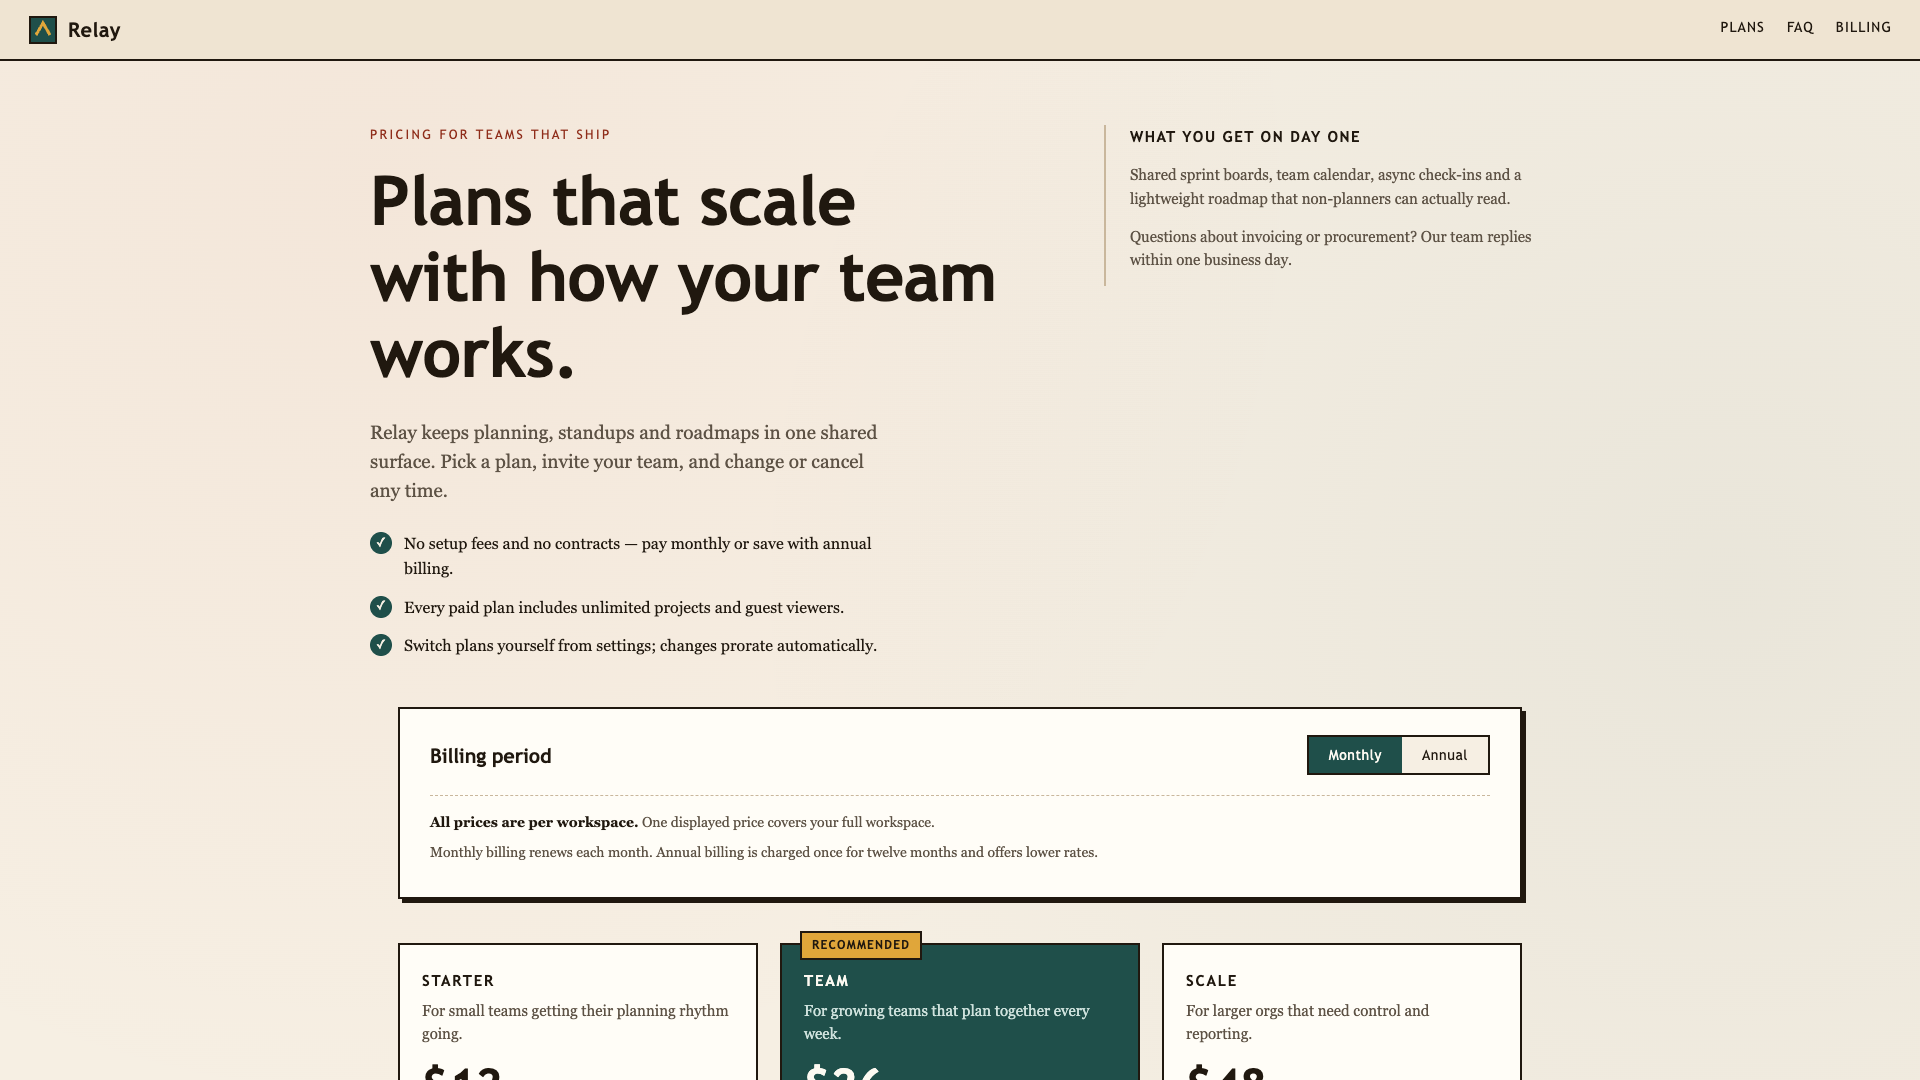 Relay
PLANS FAQ BILLING
PRICING FOR TEAMS THAT SHIP
Plans that scale
with how your team
works.
Relay keeps planning, standups and roadmaps in one shared
surface. Pick a plan, invite your team, and change or cancel
any time.
No setup fees and no contracts — pay monthly or save with annual
billing.
Every paid plan includes unlimited projects and guest viewers.
Switch plans yourself from settings; changes prorate automatically.
WHAT YOU GET ON DAY ONE
Shared sprint boards, team calendar, async check-ins and a
lightweight roadmap that non-planners can actually read.
Questions about invoicing or procurement? Our team replies
within one business day.
Billing period
Monthly Annual
All prices are per workspace. One displayed price covers your full workspace.
Monthly billing renews each month. Annual billing is charged once for twelve months and offers lower rates.
STARTER
For small teams getting their planning rhythm
going.
RECOMMENDED
TEAM
For growing teams that plan together every
week.
SCALE
For larger orgs that need control and
reporting.